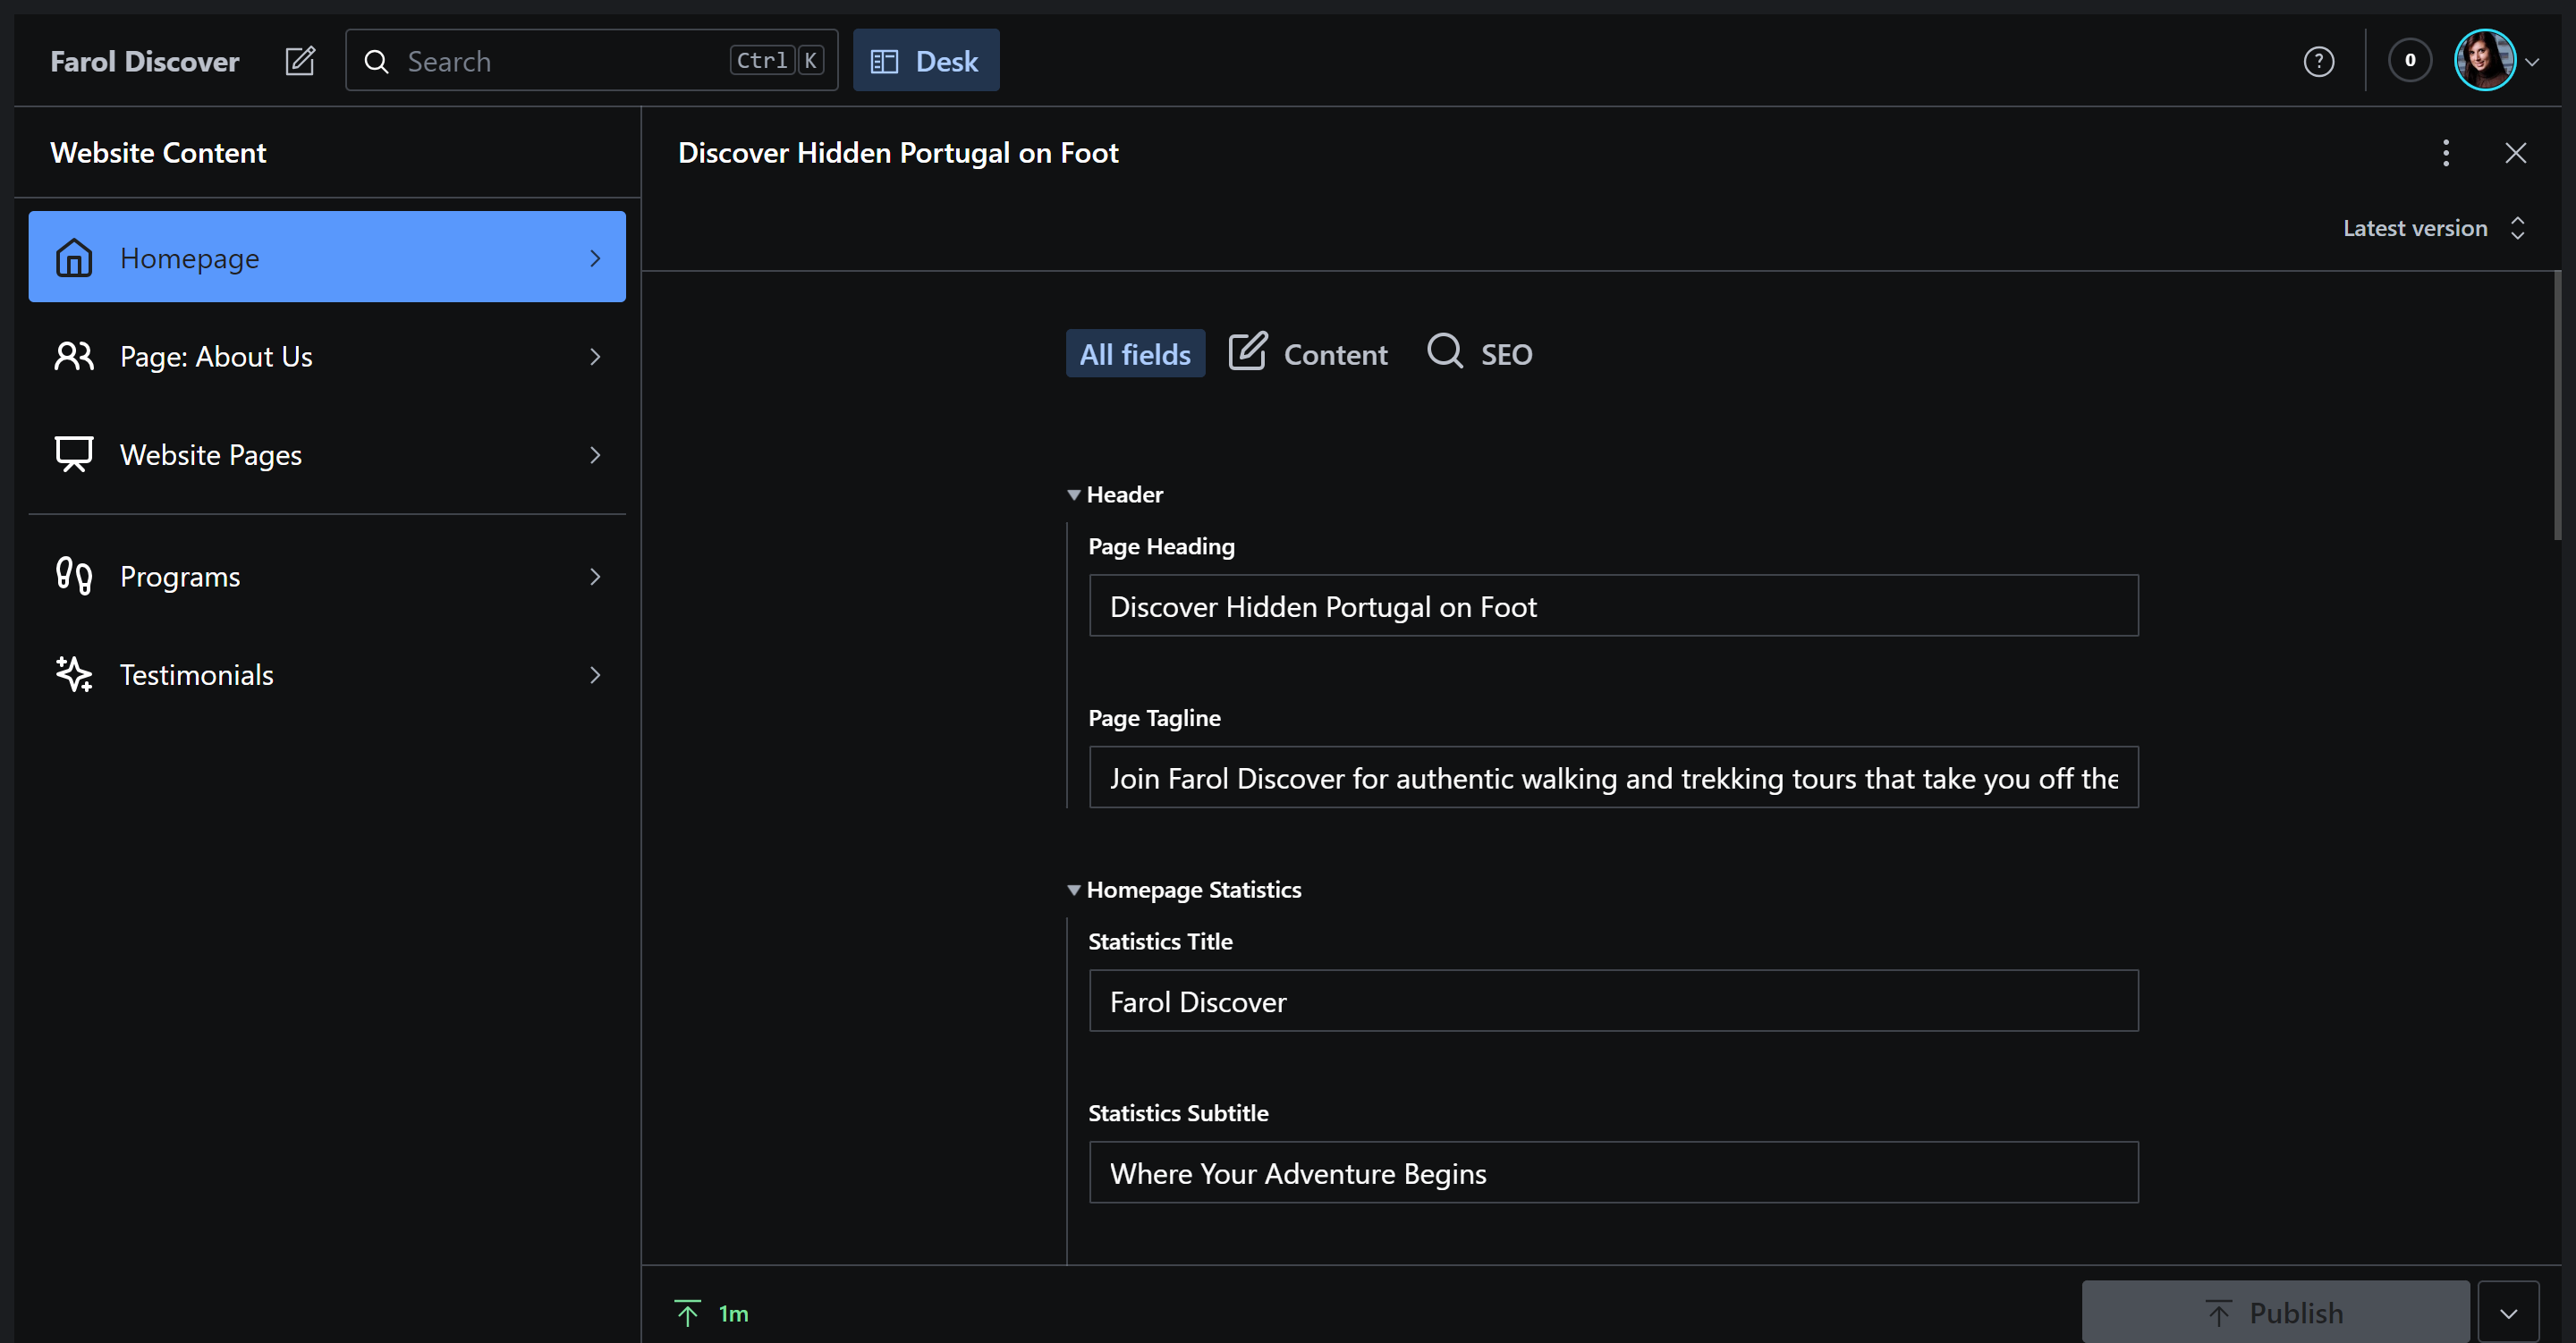 Farol Discover
Search
Ctrl K
Desk
?
0
Website Content
Homepage
Page: About Us
Website Pages
Programs
Testimonials
Discover Hidden Portugal on Foot
Latest version
All fields
Content
SEO
Header
Page Heading
Discover Hidden Portugal on Foot
Page Tagline
Join Farol Discover for authentic walking and trekking tours that take you off the
Homepage Statistics
Statistics Title
Farol Discover
Statistics Subtitle
Where Your Adventure Begins
1m
Publish